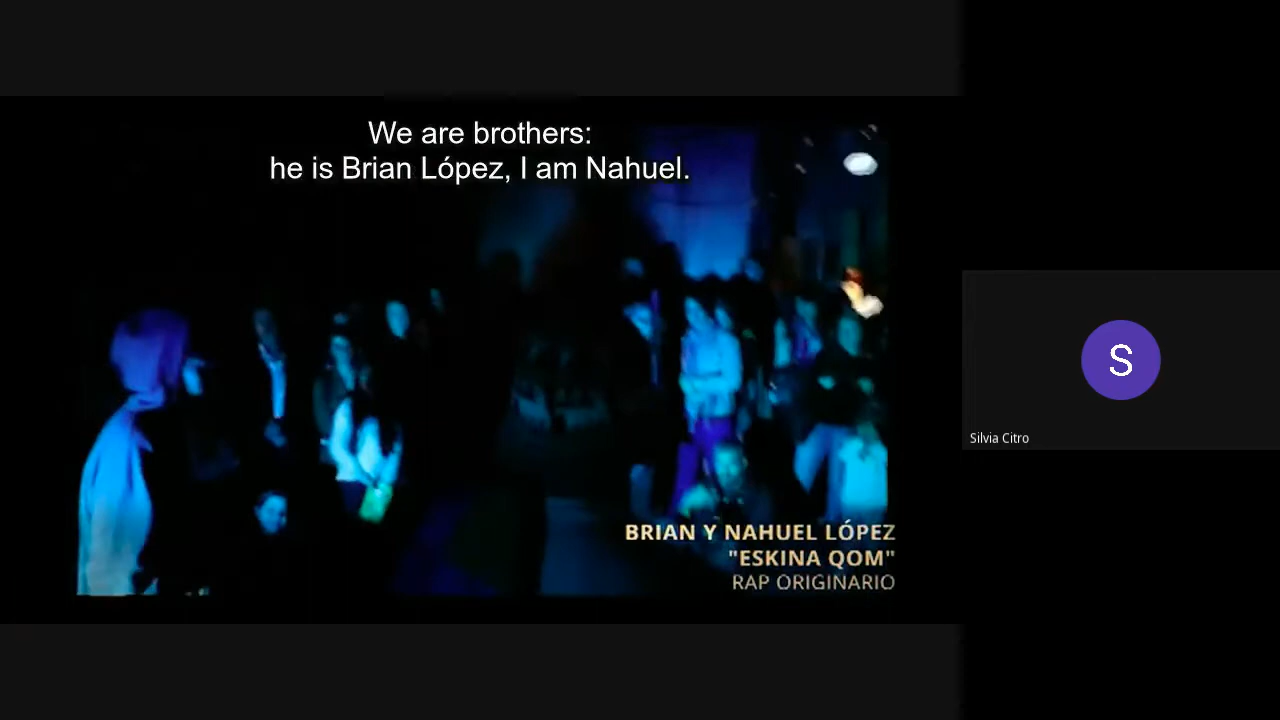 We are brothers:
he is Brian López, I am Nahuel.
BRIAN Y NAHUEL LÓPEZ
"ESKINA QOM"
RAP ORIGINARIO
S
Silvia Citro